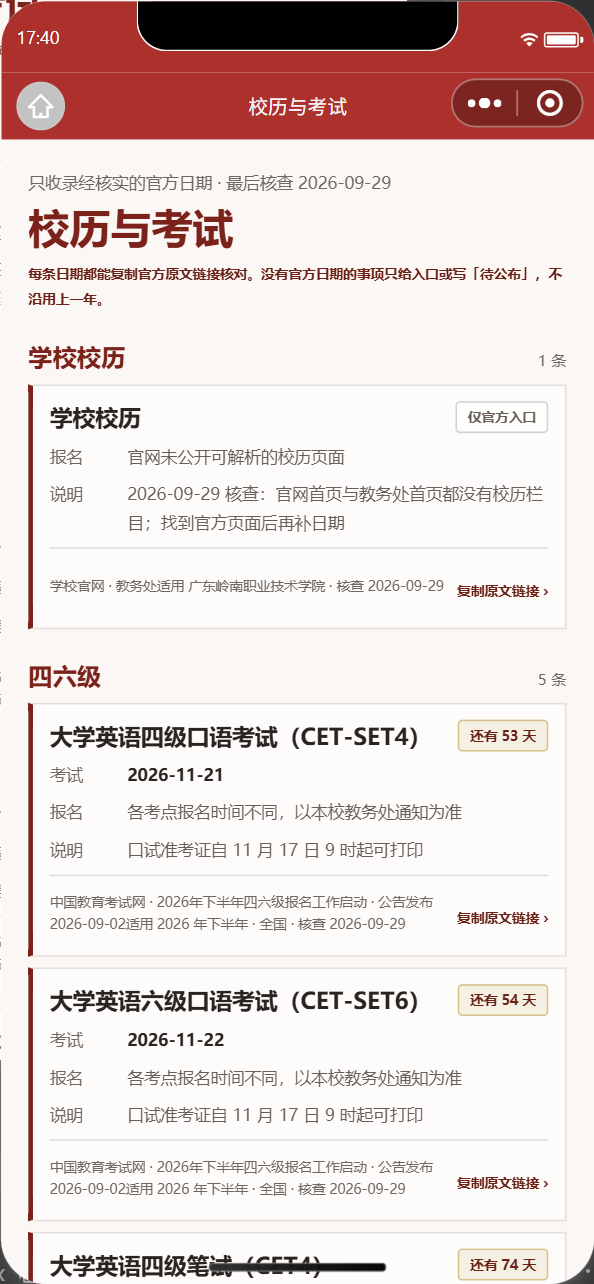 17:40
校历与考试
只收录经核实的官方日期 · 最后核查 2026-09-29
校历与考试
每条日期都能复制官方原文链接核对。没有官方日期的事项只给入口或写「待公布」，不
沿用上一年。
学校校历
1 条
学校校历
仅官方入口
报名 官网未公开可解析的校历页面
说明 2026-09-29 核查：官网首页与教务处首页都没有校历栏
目；找到官方页面后再补日期
学校官网 · 教务处适用 广东岭南职业技术学院 · 核查 2026-09-29
复制原文链接 ›
四六级
5 条
大学英语四级口语考试（CET-SET4）
还有 53 天
考试 2026-11-21
报名 各考点报名时间不同，以本校教务处通知为准
说明 口试准考证自 11 月 17 日 9 时起可打印
中国教育考试网 · 2026年下半年四六级报名工作启动 · 公告发布
2026-09-02适用 2026 年下半年 · 全国 · 核查 2026-09-29
复制原文链接 ›
大学英语六级口语考试（CET-SET6）
还有 54 天
考试 2026-11-22
报名 各考点报名时间不同，以本校教务处通知为准
说明 口试准考证自 11 月 17 日 9 时起可打印
中国教育考试网 · 2026年下半年四六级报名工作启动 · 公告发布
2026-09-02适用 2026 年下半年 · 全国 · 核查 2026-09-29
复制原文链接 ›
大学英语四级笔试（CET4）
还有 74 天